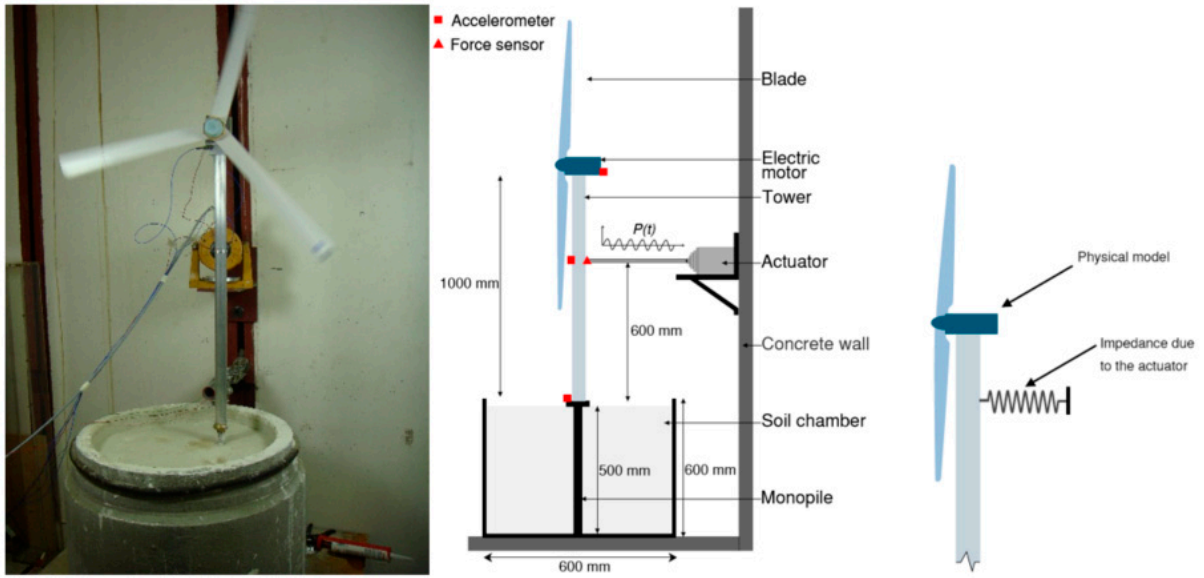 Accelerometer
Force sensor
Blade
Electric
motor
Tower
P(t)
Actuator
1000 mm
600 mm
Concrete wall
Soil chamber
500 mm
600 mm
Monopile
600 mm
Physical model
Impedance due
to the actuator